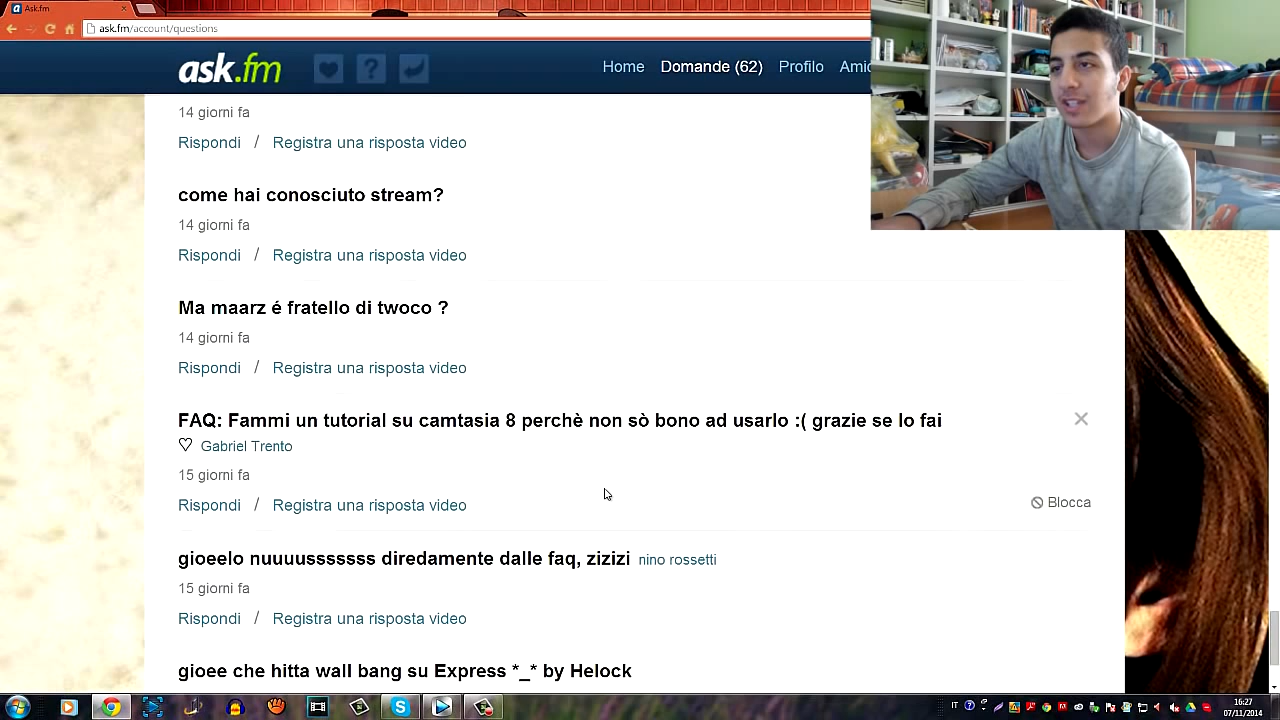 Ask.fm
ask.fm/account/questions
ask.fm
Home Domande (62) Profilo Amic
14 giorni fa
Rispondi / Registra una risposta video
come hai conosciuto stream?
14 giorni fa
Rispondi / Registra una risposta video
Ma maarz é fratello di twoco ?
14 giorni fa
Rispondi / Registra una risposta video
FAQ: Fammi un tutorial su camtasia 8 perchè non sò bono ad usarlo :( grazie se lo fai
Gabriel Trento
15 giorni fa
Rispondi / Registra una risposta video
Blocca
gioeelo nuuuusssssss diredamente dalle faq, zizizi nino rossetti
15 giorni fa
Rispondi / Registra una risposta video
gioee che hitta wall bang su Express *_* by Helock
IT
16:27
07/11/2014